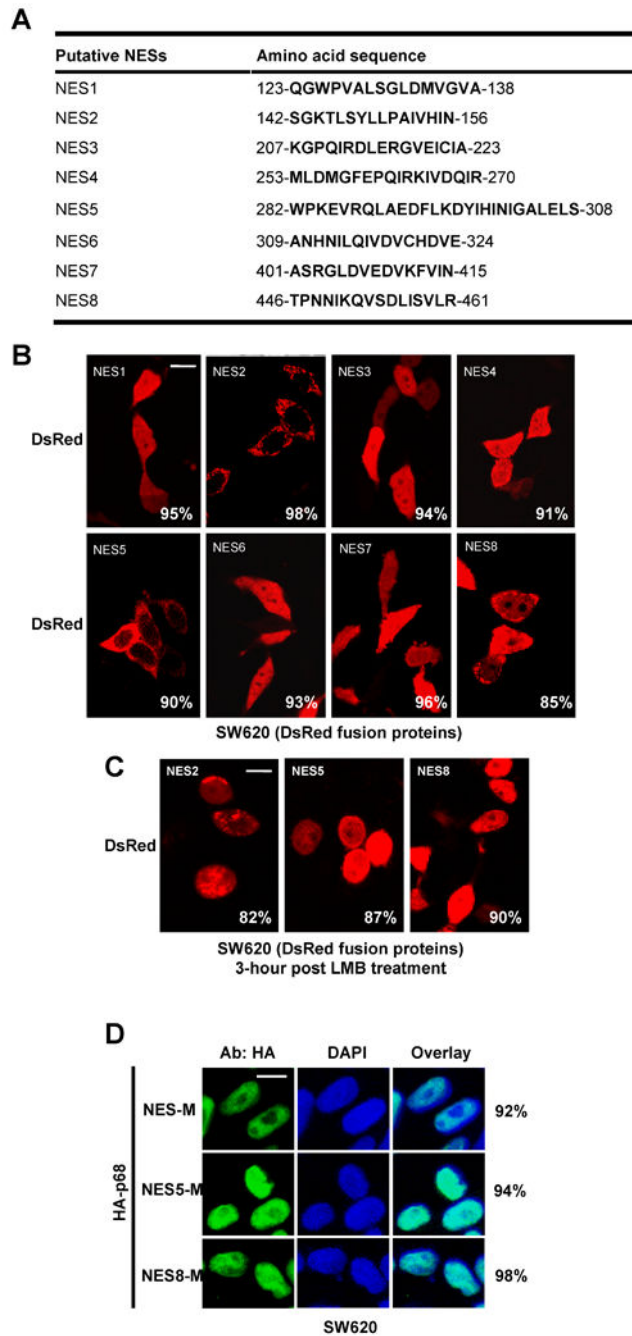 A
Putative NESs Amino acid sequence
NES1 123-QGWPVALSGLDMVGVA-138
NES2 142-SGKTLSYLLPAIVHIN-156
NES3 207-KGPQIRDLERGVEICIA-223
NES4 253-MLDMGFEPQIRKIVDQIR-270
NES5 282-WPKEVRQLAEDFLKDYIHINIGALELS-308
NES6 309-ANHNILQIVDVCHDVE-324
NES7 401-ASRGLDVEDVKFVIN-415
NES8 446-TPNNIKQVSDLISVLR-461
B
NES1 NES2 NES3 NES4
DsRed
95% 98% 94% 91%
NES5 NES6 NES7 NES8
DsRed
90% 93% 96% 85%
SW620 (DsRed fusion proteins)
C
NES2 NES5 NES8
DsRed
82% 87% 90%
SW620 (DsRed fusion proteins)
3-hour post LMB treatment
D
Ab: HA DAPI Overlay
HA-p68
NES-M 92%
NES5-M 94%
NES8-M 98%
SW620